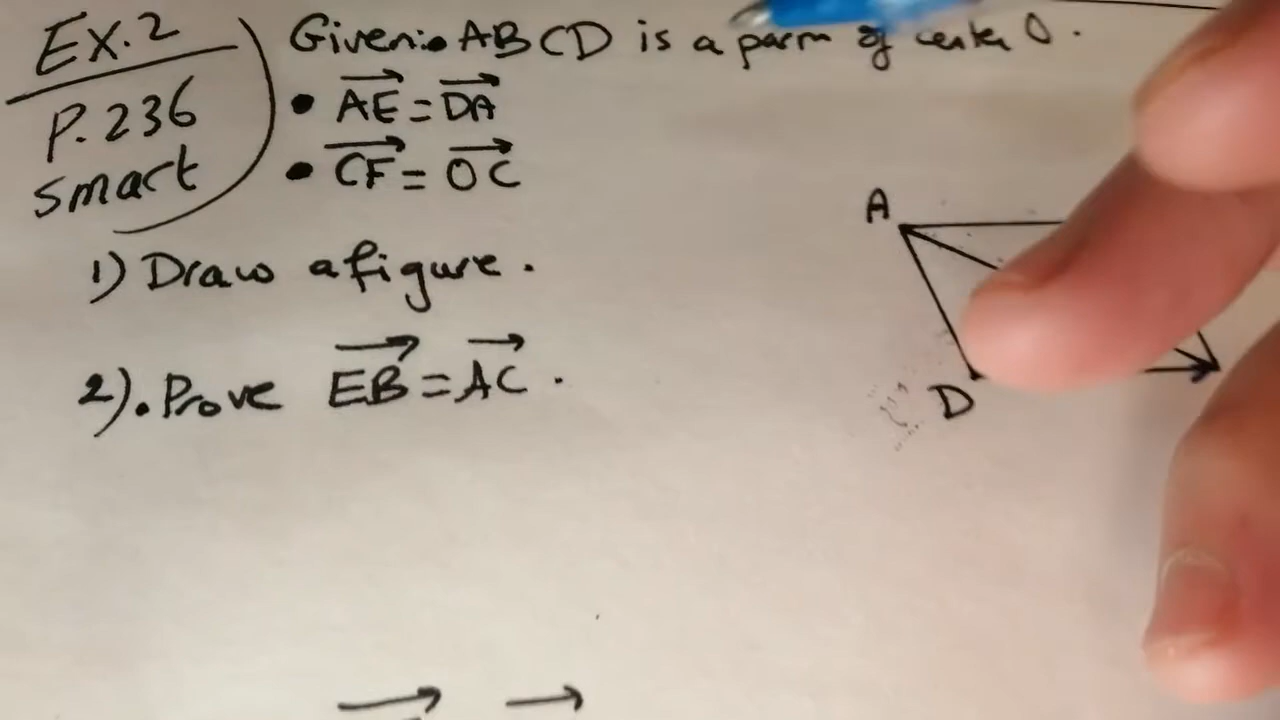 Ex.2
P.236
smart
Given: ABCD is a parm of center O.
• AE = DA
• CF = OC
1) Draw a figure.
2). Prove EB = AC.
A
D